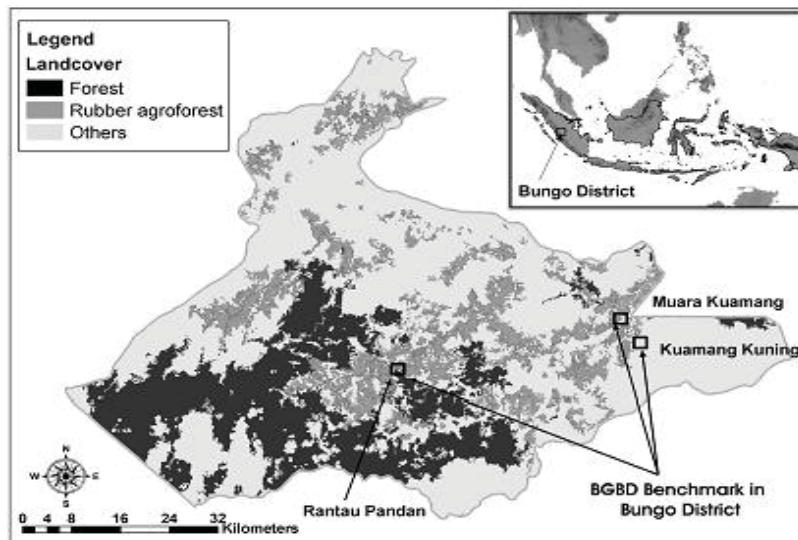 Legend
Landcover
Forest
Rubber agroforest
Others
Bungo District
Muara Kuamang
Kuamang Kuning
BGBD Benchmark in
Bungo District
Rantau Pandan
N
W E
S
0 4 8 16 24 32
Kilometers